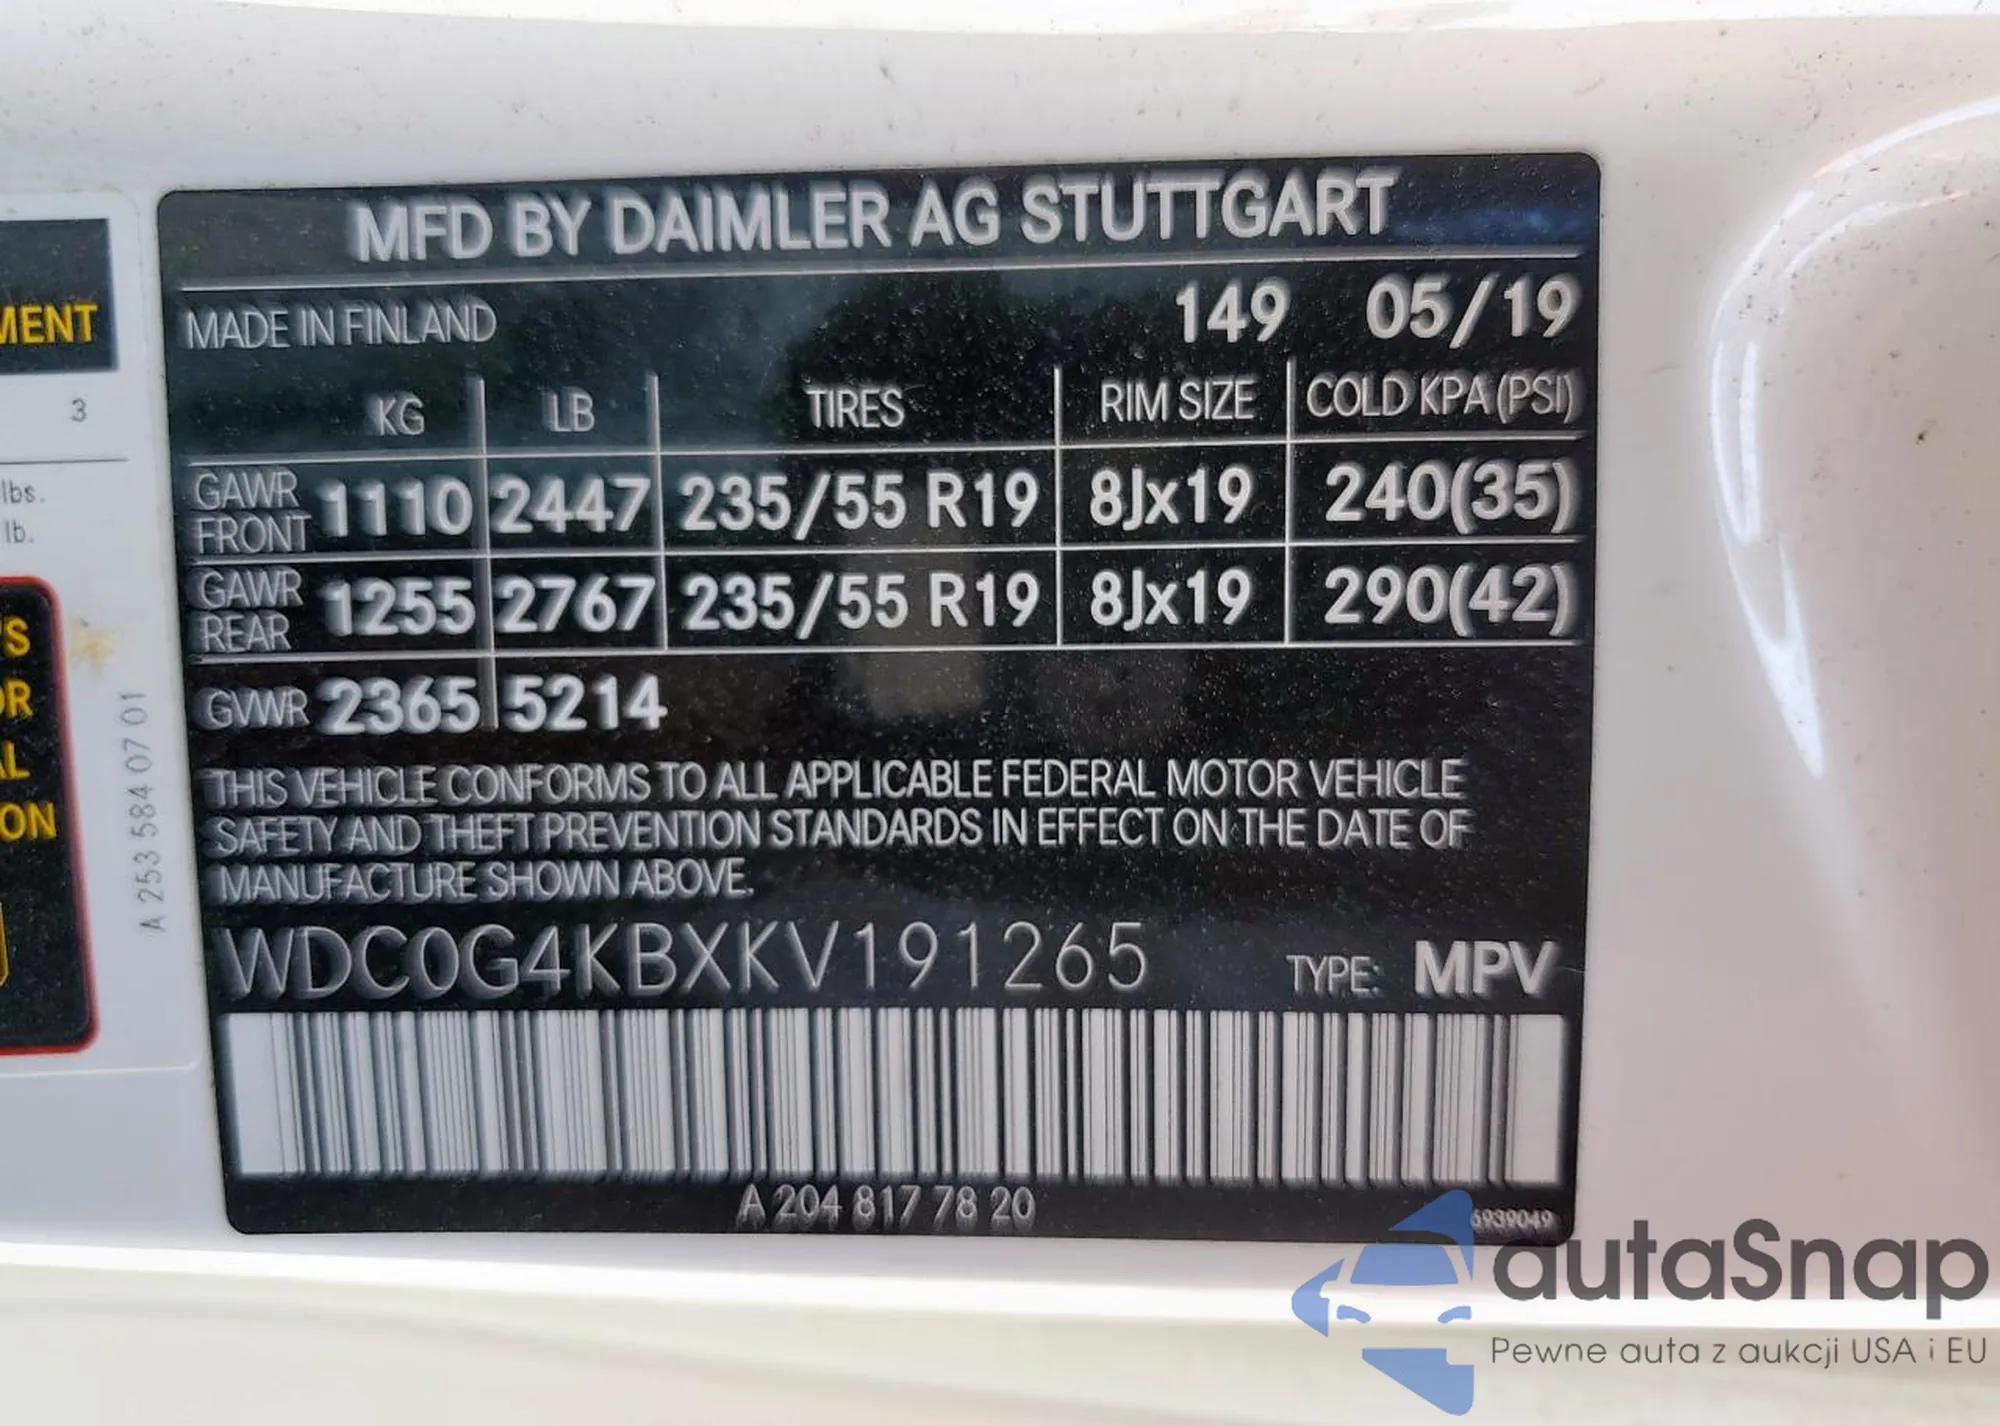 MENT
3
lbs.
lb.
ON
A 253 584 07 01
MFD BY DAIMLER AG STUTTGART
MADE IN FINLAND 149 05/19
KG LB TIRES RIM SIZE COLD KPA (PSI)
GAWR FRONT 1110 2447 235/55 R19 8Jx19 240(35)
GAWR REAR 1255 2767 235/55 R19 8Jx19 290(42)
GVWR 2365 5214
THIS VEHICLE CONFORMS TO ALL APPLICABLE FEDERAL MOTOR VEHICLE
SAFETY AND THEFT PREVENTION STANDARDS IN EFFECT ON THE DATE OF
MANUFACTURE SHOWN ABOVE.
WDC0G4KBXKV191265 TYPE: MPV
A 204 817 78 20
6939049
autaSnap
Pewne auta z aukcji USA i EU